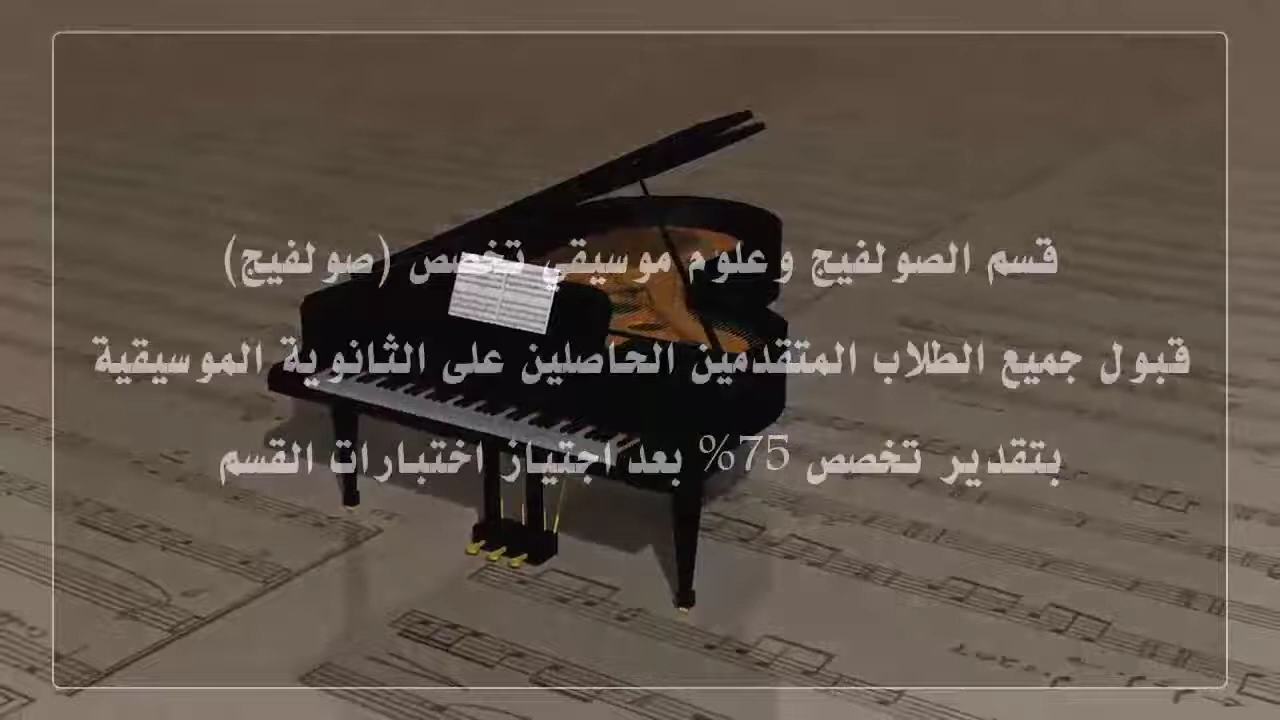 قسم الصولفيج وعلوم موسيقي تخصص (صولفيج)
قبول جميع الطلاب المتقدمين الحاصلين على الثانوية الموسيقية
بتقدير تخصص 75% بعد اجتياز اختبارات القسم